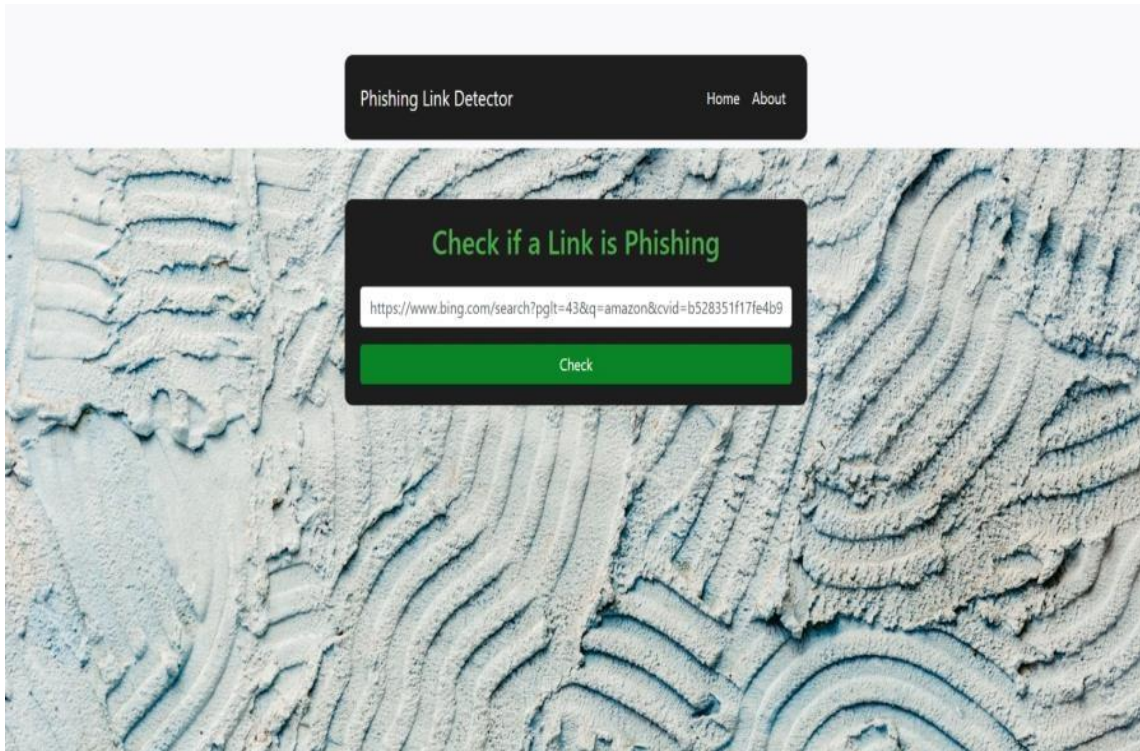 Phishing Link Detector
Home About
Check if a Link is Phishing
https://www.bing.com/search?pglt=43&q=amazon&cvid=b528351f17fe4b9
Check